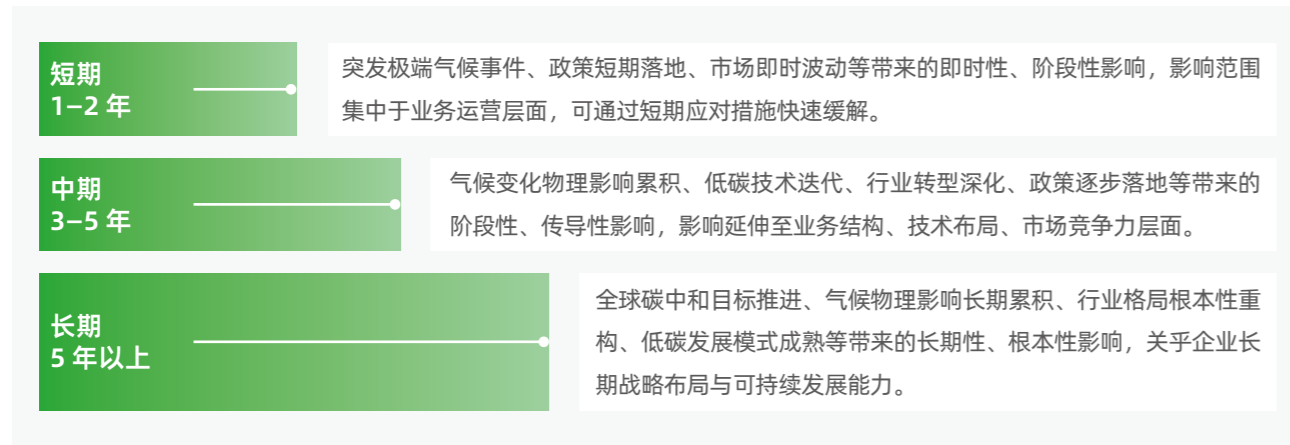 短期
1–2 年
突发极端气候事件、政策短期落地、市场即时波动等带来的即时性、阶段性影响，影响范围
集中于业务运营层面，可通过短期应对措施快速缓解。
中期
3–5 年
气候变化物理影响累积、低碳技术迭代、行业转型深化、政策逐步落地等带来的
阶段性、传导性影响，影响延伸至业务结构、技术布局、市场竞争力层面。
长期
5 年以上
全球碳中和目标推进、气候物理影响长期累积、行业格局根本性重
构、低碳发展模式成熟等带来的长期性、根本性影响，关乎企业长
期战略布局与可持续发展能力。